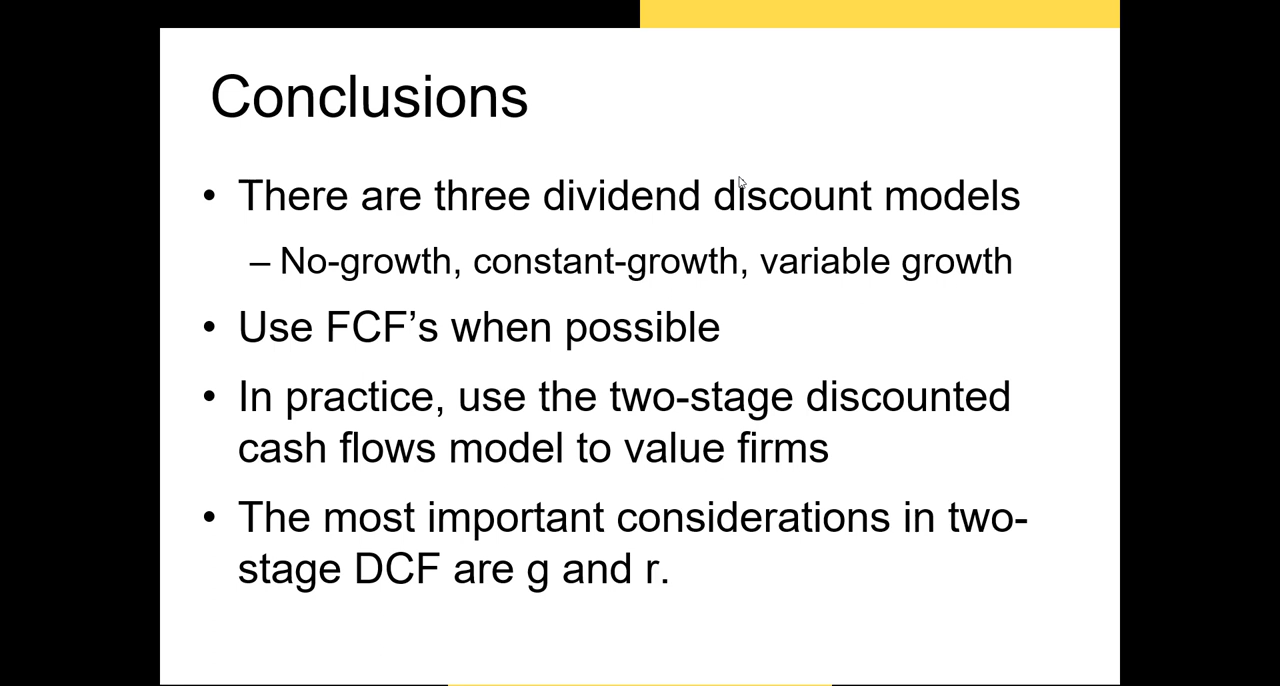 Conclusions
• There are three dividend discount models
– No-growth, constant-growth, variable growth
• Use FCF’s when possible
• In practice, use the two-stage discounted
cash flows model to value firms
• The most important considerations in two-
stage DCF are g and r.